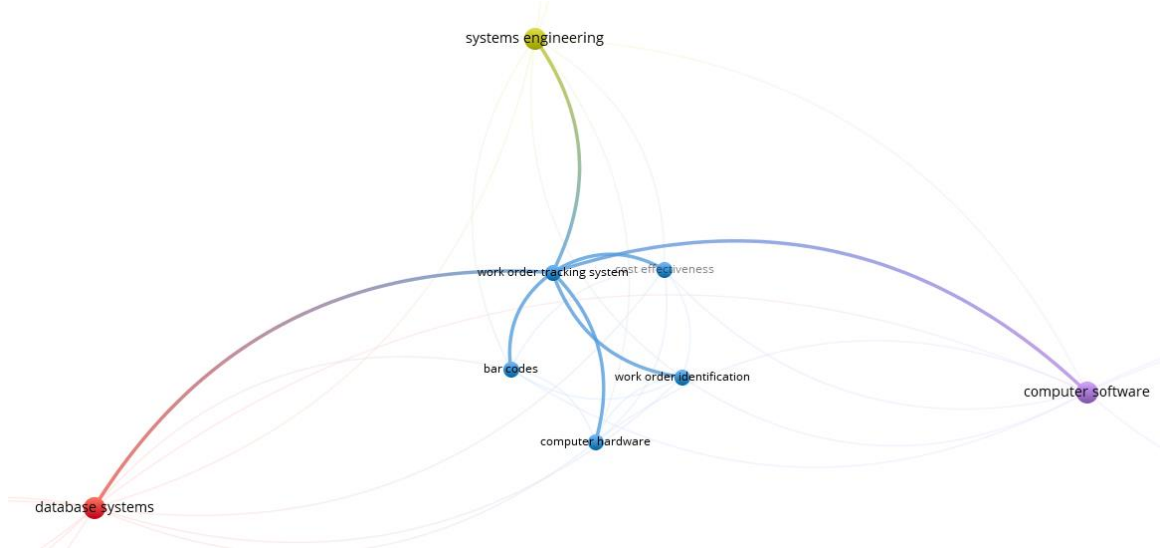 systems engineering
work order tracking system
cost effectiveness
bar codes
work order identification
computer software
computer hardware
database systems